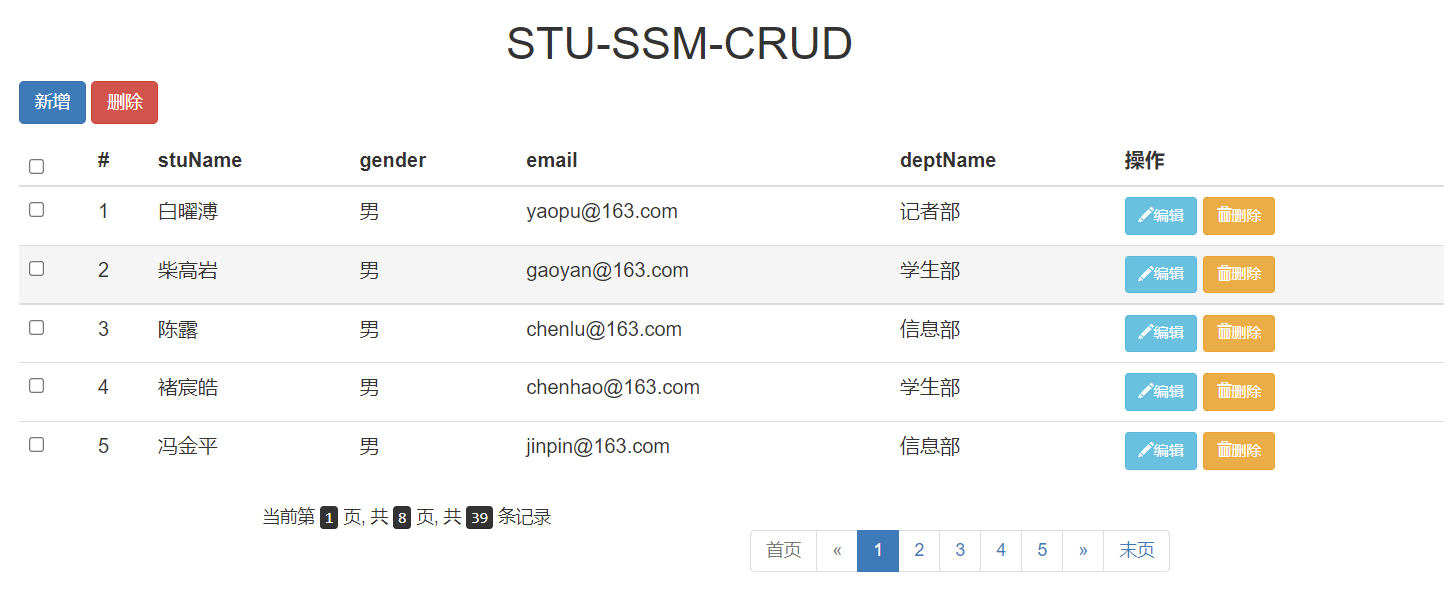 STU-SSM-CRUD
新增 删除
# stuName gender email deptName 操作
1 白曜溥 男 yaopu@163.com 记者部 编辑 删除
2 柴高岩 男 gaoyan@163.com 学生部 编辑 删除
3 陈露 男 chenlu@163.com 信息部 编辑 删除
4 褚宸皓 男 chenhao@163.com 学生部 编辑 删除
5 冯金平 男 jinpin@163.com 信息部 编辑 删除
当前第 1 页, 共 8 页, 共 39 条记录
首页 « 1 2 3 4 5 » 末页